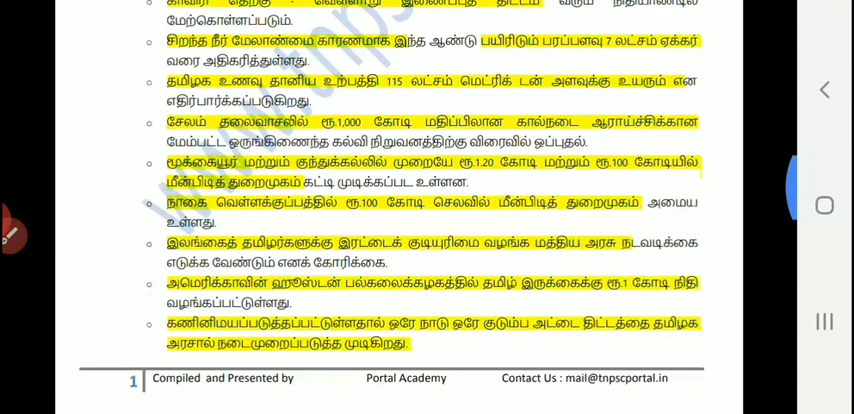 காவிரி தெற்கு - வெள்ளாறு இணைப்புத் திட்டம் வரும் நிதியாண்டில்
மேற்கொள்ளப்படும்.
சிறந்த நீர் மேலாண்மை காரணமாக இந்த ஆண்டு பயிரிடும் பரப்பளவு 7 லட்சம் ஏக்கர்
வரை அதிகரித்துள்ளது.
தமிழக உணவு தானிய உற்பத்தி 115 லட்சம் மெட்ரிக் டன் அளவுக்கு உயரும் என
எதிர்பார்க்கப்படுகிறது.
சேலம் தலைவாசலில் ரூ.1,000 கோடி மதிப்பிலான கால்நடை ஆராய்ச்சிக்கான
மேம்பட்ட ஒருங்கிணைந்த கல்வி நிறுவனத்திற்கு விரைவில் ஒப்புதல்.
மூக்கையூர் மற்றும் குந்துக்கல்லில் முறையே ரூ.1.20 கோடி மற்றும் ரூ.100 கோடியில்
மீன்பிடித் துறைமுகம் கட்டி முடிக்கப்பட உள்ளன.
நாகை வெள்ளக்குப்பத்தில் ரூ.100 கோடி செலவில் மீன்பிடித் துறைமுகம் அமைய
உள்ளது.
இலங்கைத் தமிழர்களுக்கு இரட்டைக் குடியுரிமை வழங்க மத்திய அரசு நடவடிக்கை
எடுக்க வேண்டும் எனக் கோரிக்கை.
அமெரிக்காவின் ஹூஸ்டன் பல்கலைக்கழகத்தில் தமிழ் இருக்கைக்கு ரூ.1 கோடி நிதி
வழங்கப்பட்டுள்ளது.
கணினிமயப்படுத்தப்பட்டுள்ளதால் ஒரே நாடு ஒரே குடும்ப அட்டை திட்டத்தை தமிழக
அரசால் நடைமுறைப்படுத்த முடிகிறது.
1 Compiled and Presented by Portal Academy Contact Us : mail@tnpscportal.in